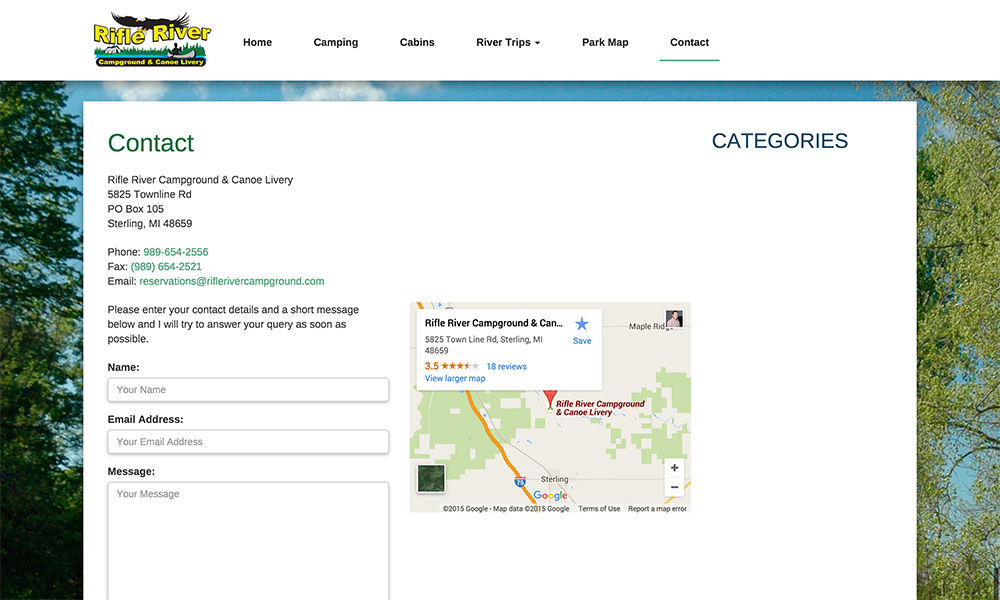 Rifle River
Campground & Canoe Livery
Home
Camping
Cabins
River Trips
Park Map
Contact
Contact
Rifle River Campground & Canoe Livery
5825 Townline Rd
PO Box 105
Sterling, MI 48659
Phone: 989-654-2556
Fax: (989) 654-2521
Email: reservations@riflerivercampground.com
Please enter your contact details and a short message
below and I will try to answer your query as soon as
possible.
Name:
Your Name
Email Address:
Your Email Address
Message:
Your Message
Rifle River Campground & Can...
5825 Town Line Rd, Sterling, MI
48659
3.5 18 reviews
View larger map
Save
Maple
Rifle River Campground
& Canoe Livery
75
Sterling
Google
+
−
©2015 Google - Map data ©2015 Google
Terms of Use
Report a map error
CATEGORIES